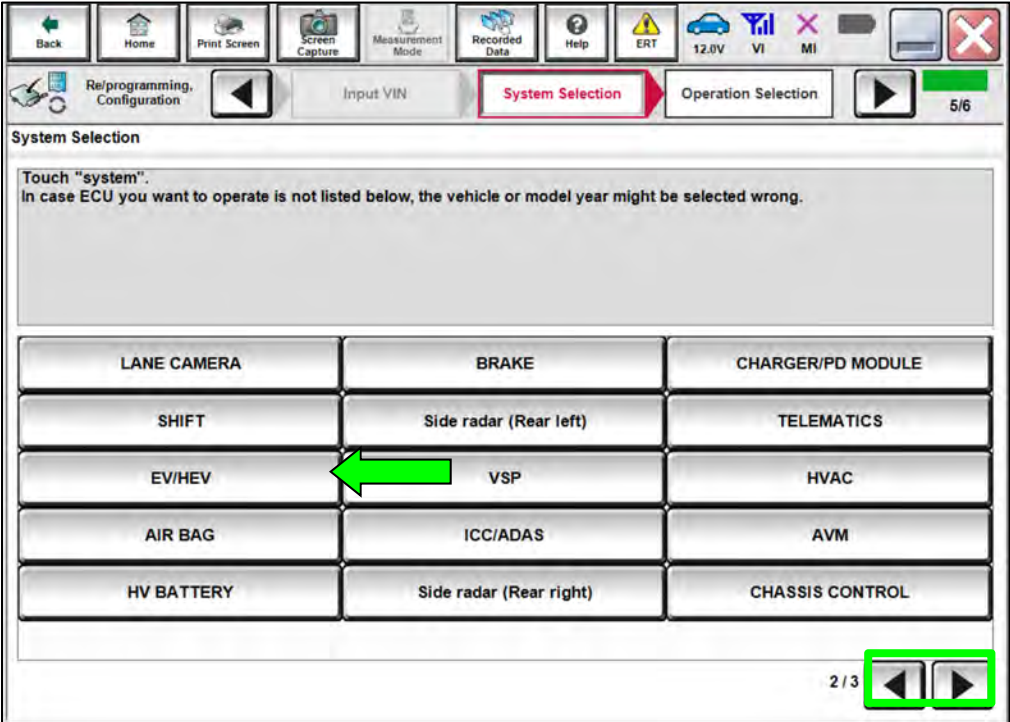 Back
Home
Print Screen
Screen
Capture
Measurement
Mode
Recorded
Data
Help
ERT
12.0V
VI
MI
Re/programming,
Configuration
Input VIN
System Selection
Operation Selection
5/6
System Selection
Touch "system".
In case ECU you want to operate is not listed below, the vehicle or model year might be selected wrong.
LANE CAMERA
BRAKE
CHARGER/PD MODULE
SHIFT
Side radar (Rear left)
TELEMATICS
EV/HEV
VSP
HVAC
AIR BAG
ICC/ADAS
AVM
HV BATTERY
Side radar (Rear right)
CHASSIS CONTROL
2/3